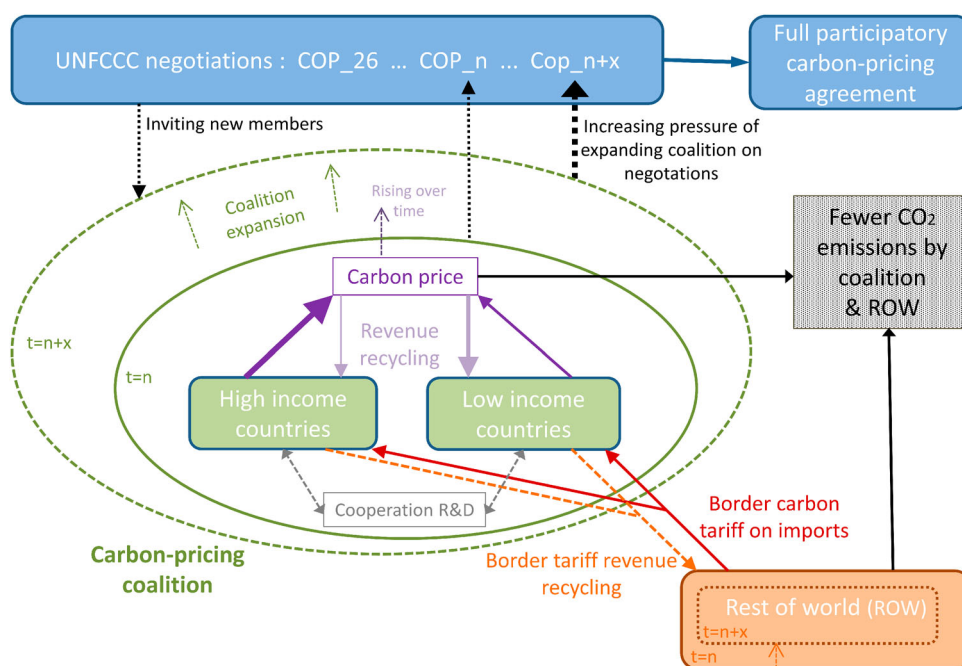 UNFCCC negotiations : COP_26 ... COP_n ... Cop_n+x
Full participatory
carbon-pricing
agreement
Inviting new members
Increasing pressure of
expanding coalition on
negotations
Coalition
expansion
Rising over
time
Fewer CO₂
emissions by
coalition
& ROW
Carbon price
Revenue
recycling
t=n+x
t=n
High income
countries
Low income
countries
Cooperation R&D
Border carbon
tariff on imports
Carbon-pricing
coalition
Border tariff revenue
recycling
Rest of world (ROW)
t=n+x
t=n